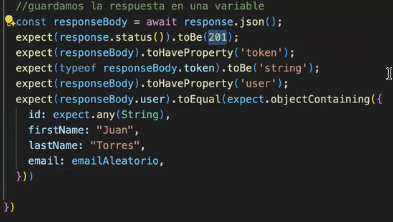 //guardamos la respuesta en una variable
const responseBody = await response.json();
expect(response.status()).toBe(201);
expect(responseBody).toHaveProperty('token');
expect(typeof responseBody.token).toBe('string');
expect(responseBody).toHaveProperty('user');
expect(responseBody.user).toEqual(expect.objectContaining({
id: expect.any(String),
firstName: "Juan",
lastName: "Torres",
email: emailAleatorio,
}))
})